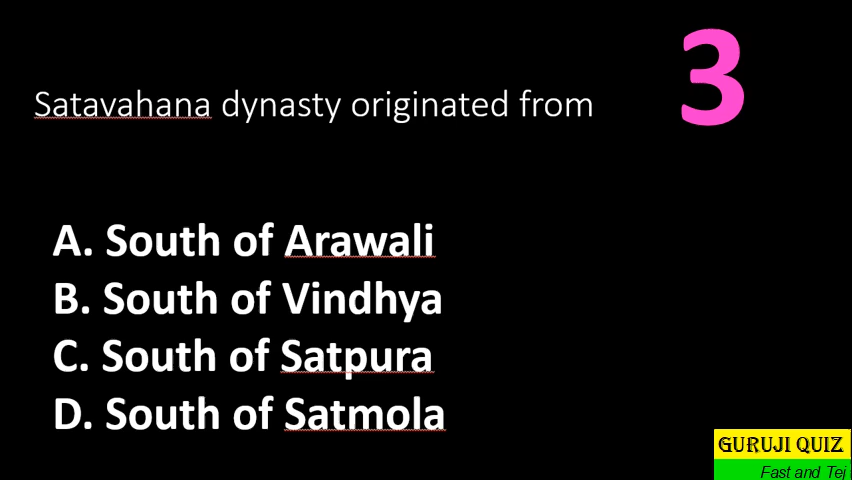 3
Satavahana dynasty originated from
A. South of Arawali
B. South of Vindhya
C. South of Satpura
D. South of Satmola
GURUJI QUIZ
Fast and Tej